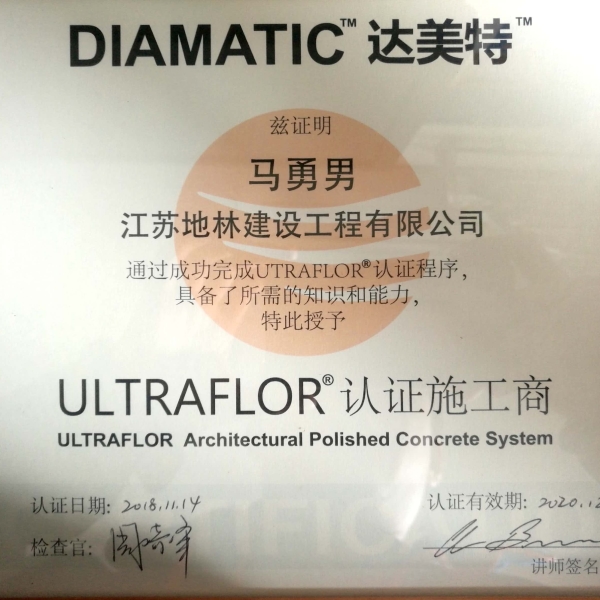 DIAMATIC™ 达美特™
兹证明
马勇男
江苏地林建设工程有限公司
通过成功完成UTRAFLOR®认证程序，
具备了所需的知识和能力，
特此授予
ULTRAFLOR®认证施工商
ULTRAFLOR Architectural Polished Concrete System
认证日期: 2018.11.14
认证有效期: 2020.12
检查官:
讲师签名